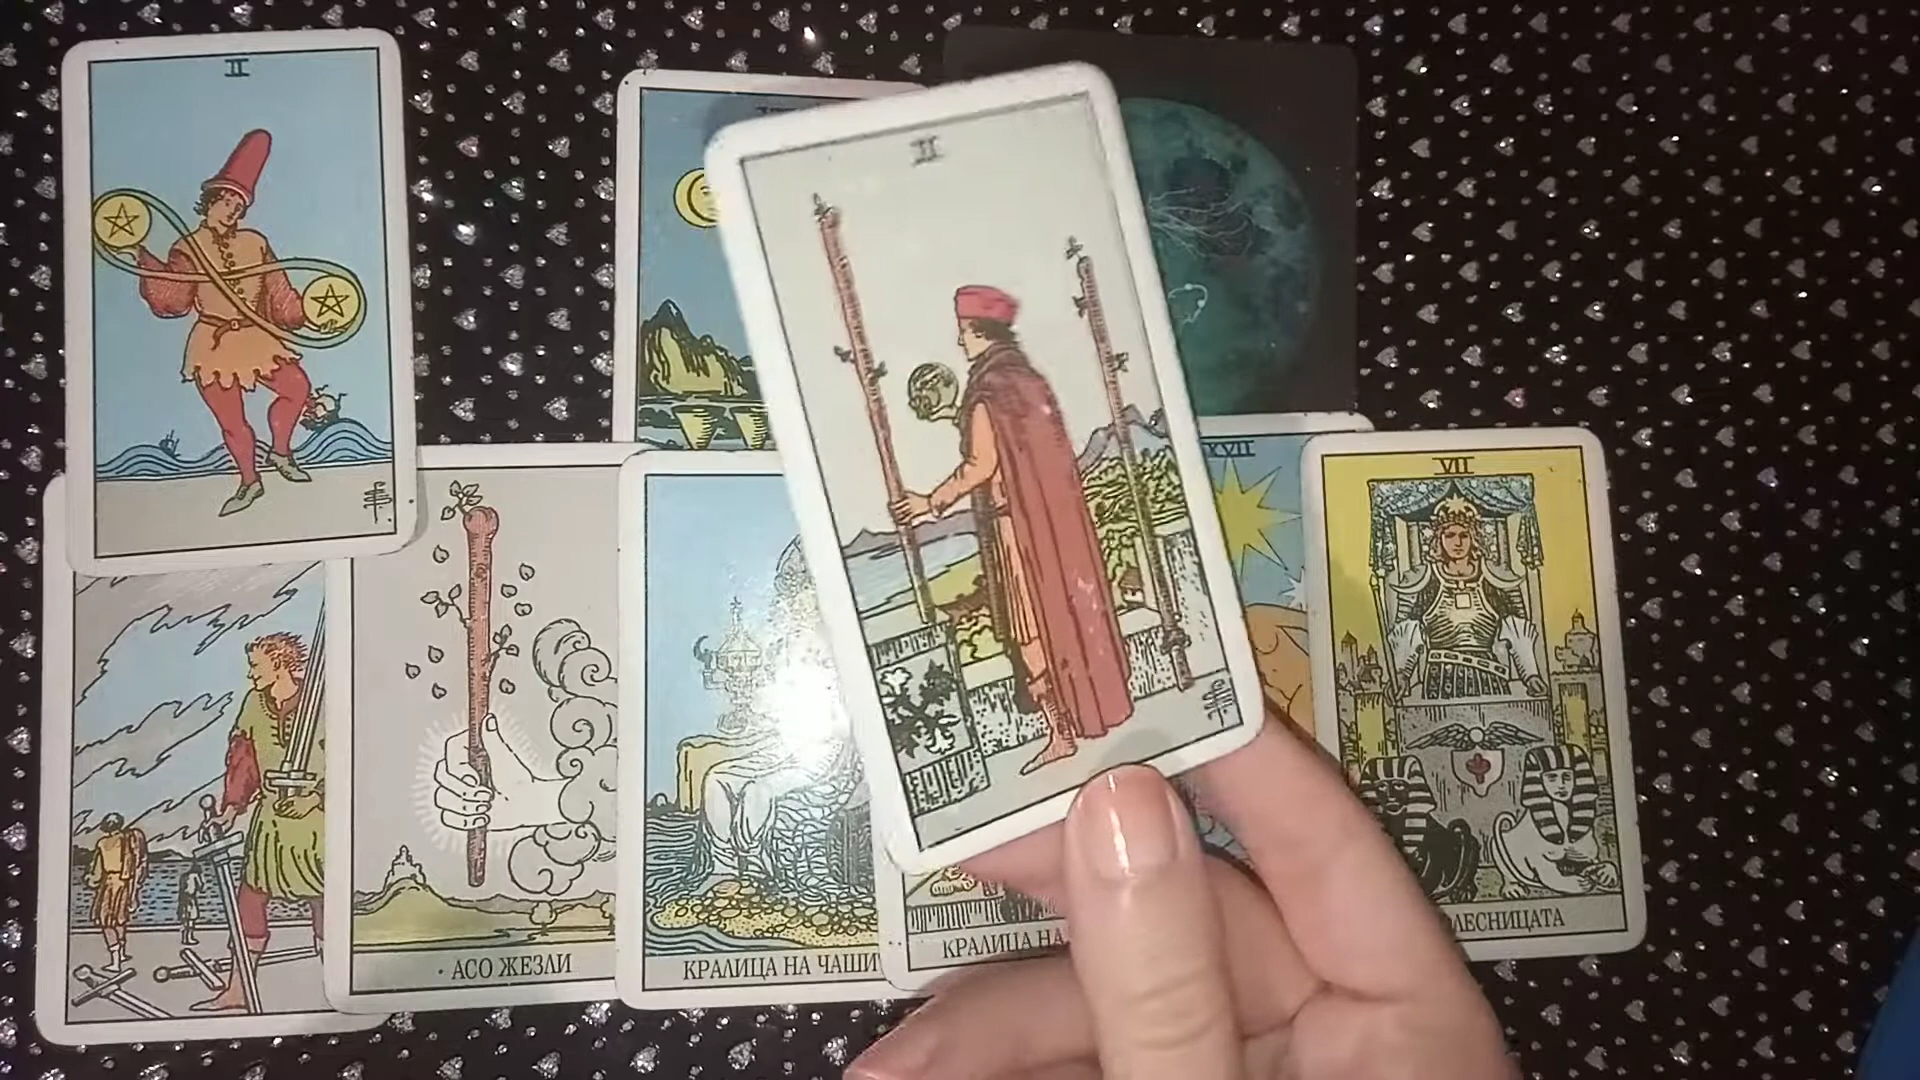 II
II
XVII
VII
· АСО ЖЕЗЛИ
КРАЛИЦА НА ЧАШИ
КРАЛИЦА НА
ЛЕСНИЦАТА